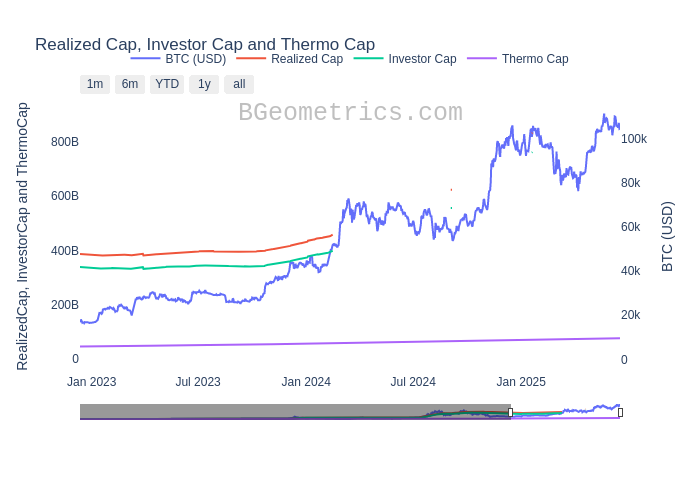 Realized Cap, Investor Cap and Thermo Cap
BTC (USD) Realized Cap Investor Cap Thermo Cap
1m 6m YTD 1y all
BGeometrics.com
RealizedCap, InvestorCap and ThermoCap
800B
600B
400B
200B
0
100k
80k
60k
40k
20k
0
BTC (USD)
Jan 2023 Jul 2023 Jan 2024 Jul 2024 Jan 2025